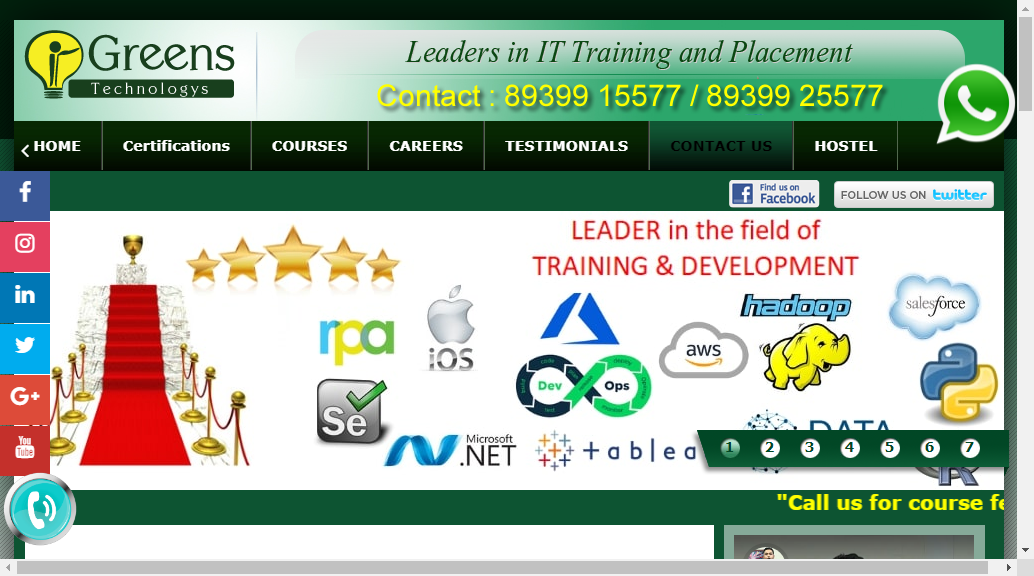 Greens
Technologys
Leaders in IT Training and Placement
Contact : 89399 15577 / 89399 25577
HOME
Certifications
COURSES
CAREERS
TESTIMONIALS
CONTACT US
HOSTEL
Find us on
Facebook
FOLLOW US ON twitter
LEADER in the field of
TRAINING & DEVELOPMENT
rpa
iOS
hadoop
salesforce
aws
Dev Ops
Se
Microsoft
.NET
+ a b l e a
DATA
R
1 2 3 4 5 6 7
G+
in
You
Tube
"Call us for course fe